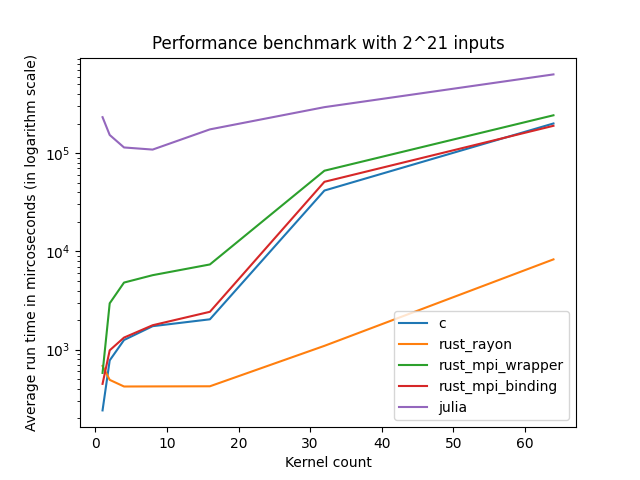 Performance benchmark with 2^21 inputs
Average run time in mircoseconds (in logarithm scale)
10^5
10^4
10^3
0 10 20 30 40 50 60
Kernel count
c
rust_rayon
rust_mpi_wrapper
rust_mpi_binding
julia